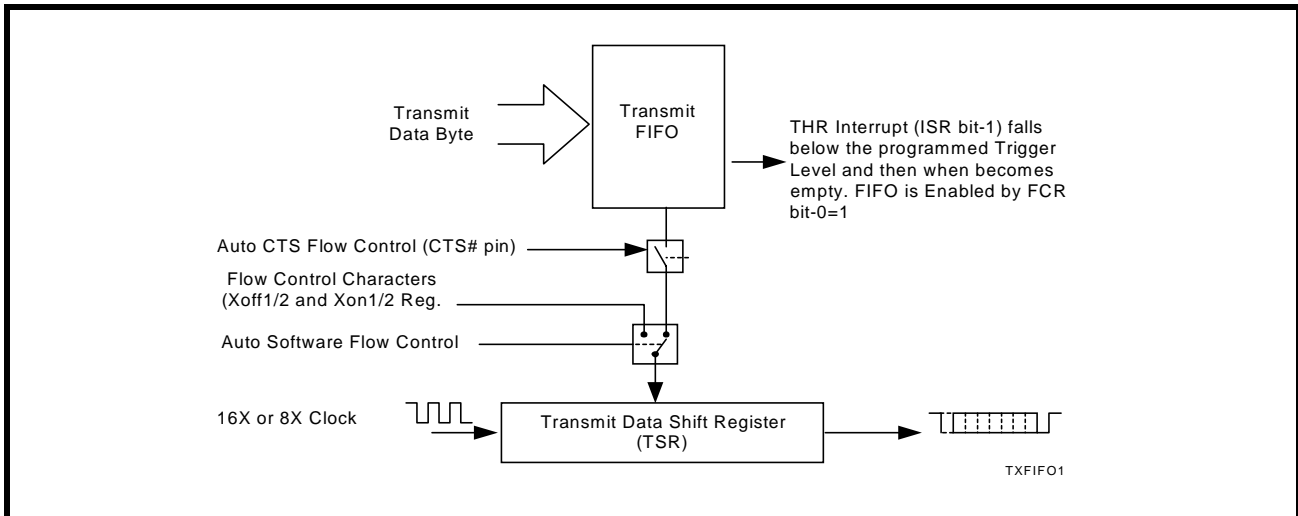 Transmit
Data Byte
Transmit
FIFO
THR Interrupt (ISR bit-1) falls
below the programmed Trigger
Level and then when becomes
empty. FIFO is Enabled by FCR
bit-0=1
Auto CTS Flow Control (CTS# pin)
Flow Control Characters
(Xoff1/2 and Xon1/2 Reg.
Auto Software Flow Control
16X or 8X Clock
Transmit Data Shift Register
(TSR)
TXFIFO1